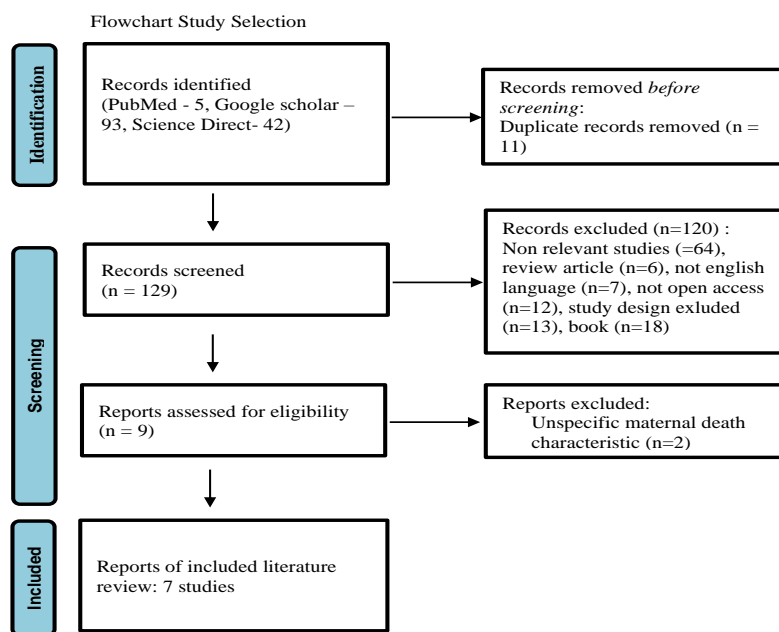 Flowchart Study Selection
Identification
Records identified
(PubMed - 5, Google scholar –
93, Science Direct- 42)
Records removed before
screening:
Duplicate records removed (n =
11)
Screening
Records screened
(n = 129)
Records excluded (n=120) :
Non relevant studies (=64),
review article (n=6), not english
language (n=7), not open access
(n=12), study design exluded
(n=13), book (n=18)
Reports assessed for eligibility
(n = 9)
Reports excluded:
Unspecific maternal death
characteristic (n=2)
Included
Reports of included literature
review: 7 studies